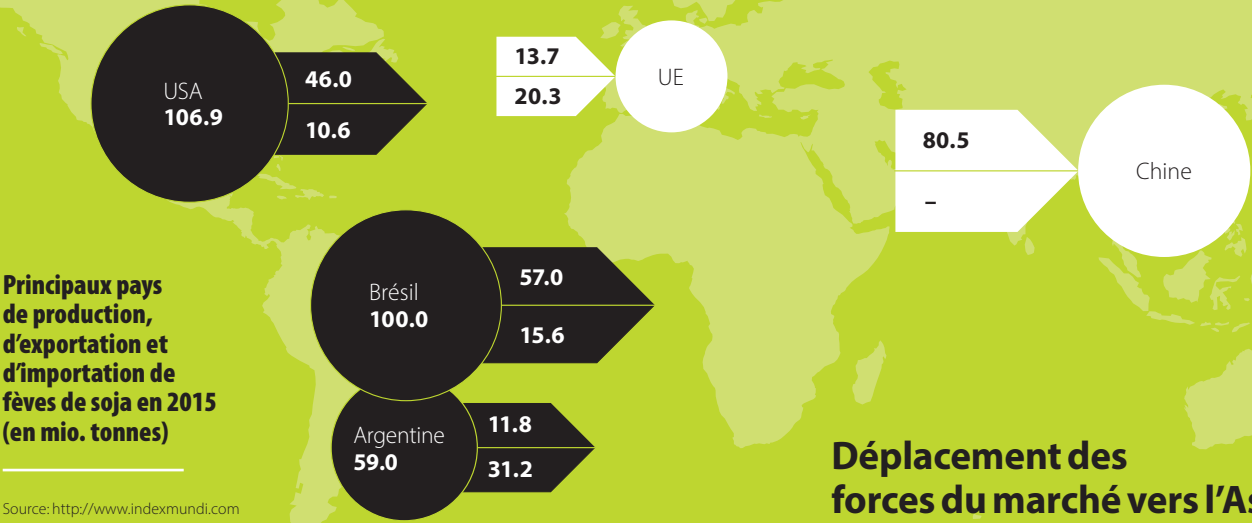 USA
106.9
46.0
10.6
13.7
20.3
UE
80.5
–
Chine
Brésil
100.0
57.0
15.6
Argentine
59.0
11.8
31.2
Principaux pays
de production,
d'exportation et
d'importation de
fèves de soja en 2015
(en mio. tonnes)
Source: http://www.indexmundi.com
Déplacement des
forces du marché vers